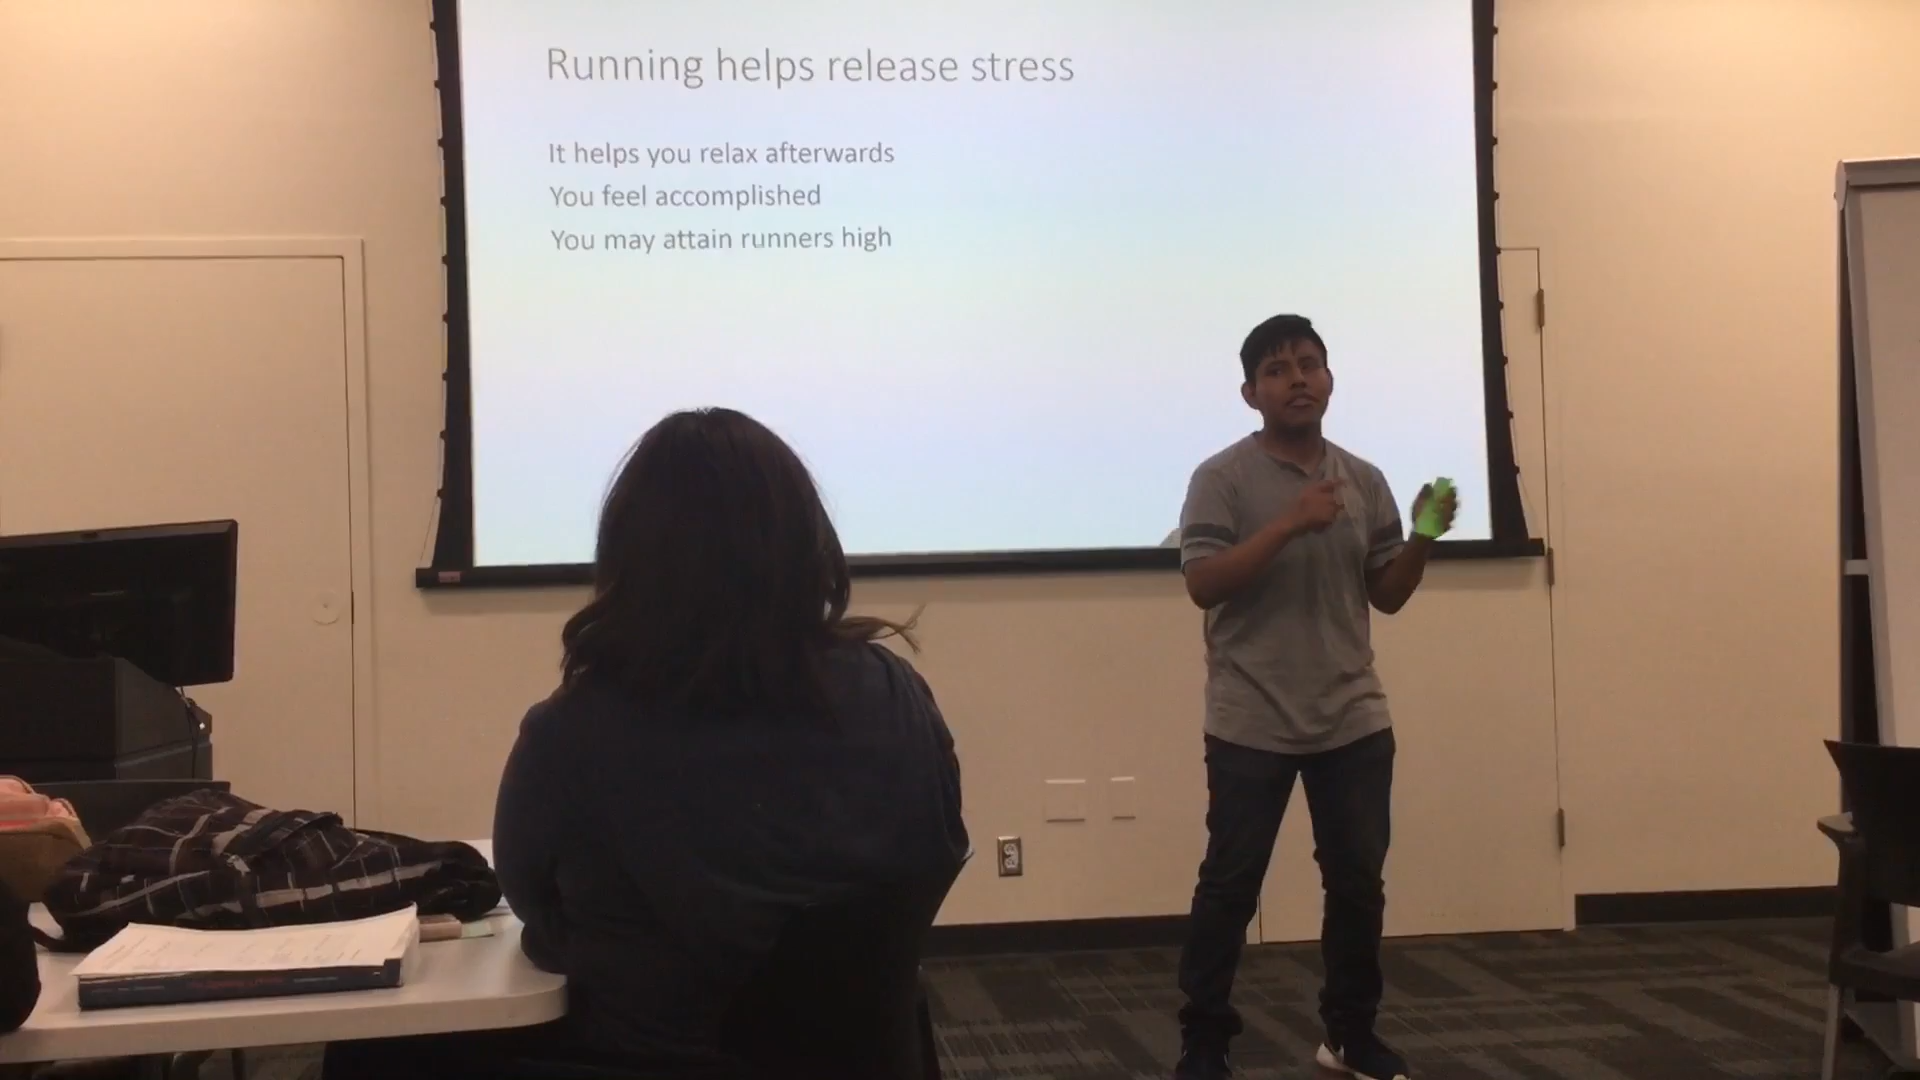 Running helps release stress
It helps you relax afterwards
You feel accomplished
You may attain runners high